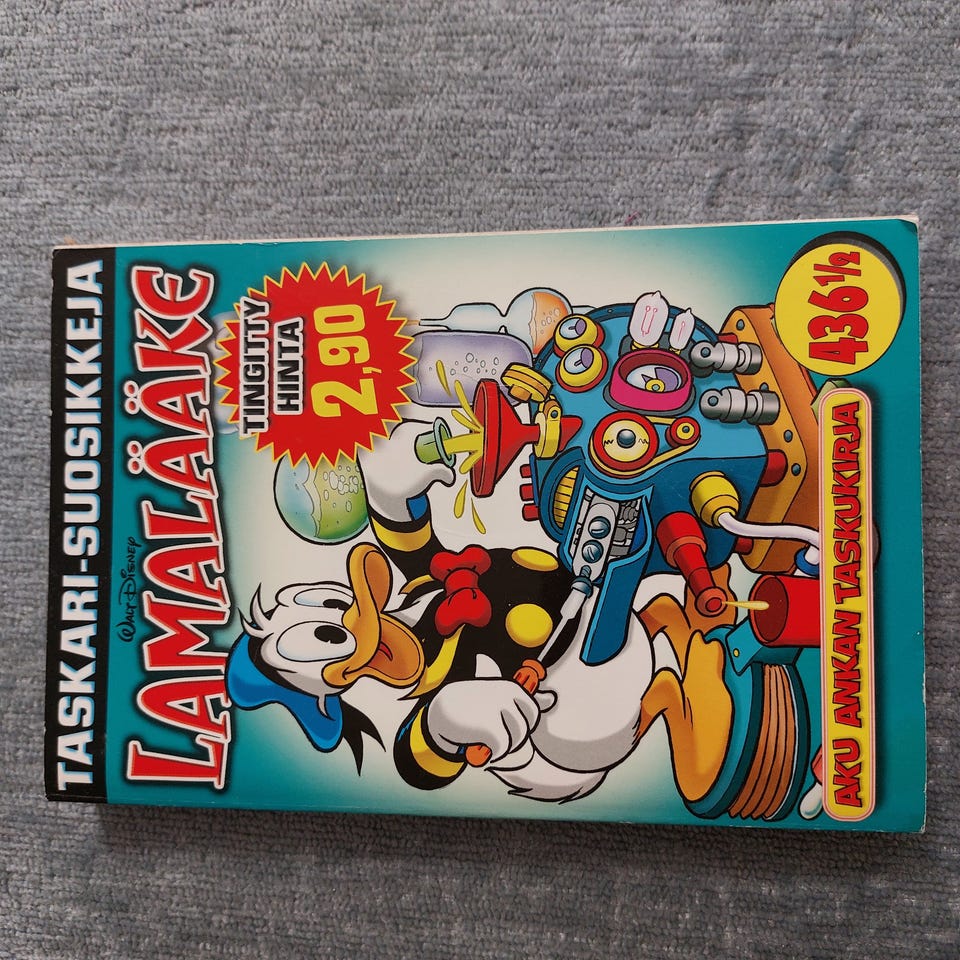 TASKARI-SUOSIKKEJA
WALT DISNEY
LAMALÄÄKE
TINGITTY
HINTA
2,90
AKU ANKAN TASKUKIRJA
436½